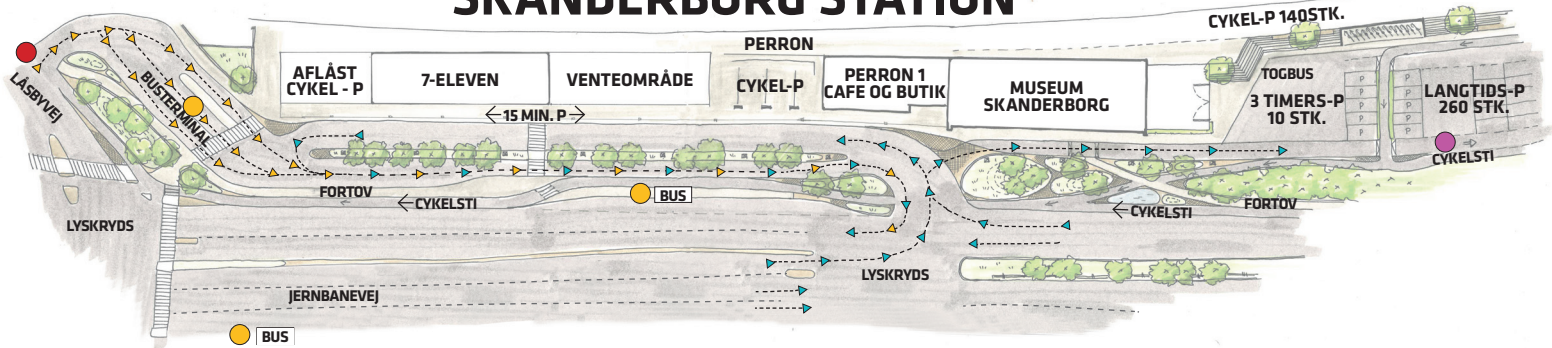 SKANDERBORG STATION
CYKEL-P 140STK.
PERRON
AFLÅST
CYKEL - P
7-ELEVEN
VENTEOMRÅDE
CYKEL-P
PERRON 1
CAFE OG BUTIK
MUSEUM
SKANDERBORG
TOGBUS
3 TIMERS-P
10 STK.
LANGTIDS-P
260 STK.
P
P
P
P
P
P
P
P
P
P
LÅSBYVEJ
BUSTERMINAL
15 MIN. P
CYKELSTI
FORTOV
CYKELSTI
BUS
CYKELSTI
FORTOV
LYSKRYDS
LYSKRYDS
JERNBANEVEJ
BUS